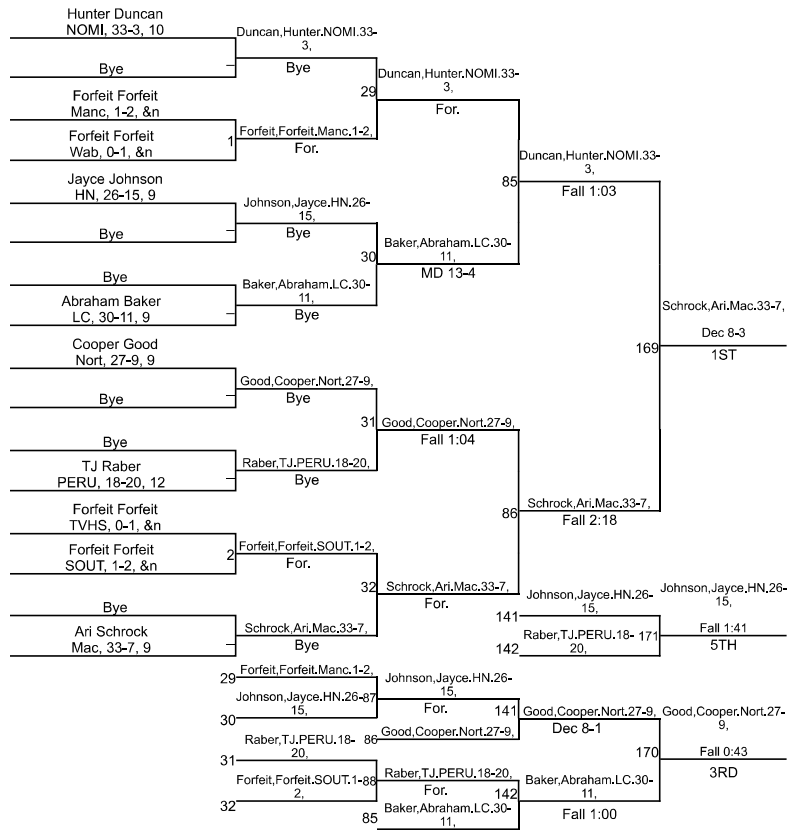 Hunter Duncan
NOMI, 33-3, 10
Duncan,Hunter.NOMI.33-
3,
Bye
Bye
29
Duncan,Hunter.NOMI.33-
3,
For.
Forfeit Forfeit
Manc, 1-2, &n
Forfeit Forfeit
Wab, 0-1, &n
1
Forfeit,Forfeit.Manc.1-2,
For.
Duncan,Hunter.NOMI.33-
3,
85
Fall 1:03
Jayce Johnson
HN, 26-15, 9
Johnson,Jayce.HN.26-
15,
Bye
Bye
30
Baker,Abraham.LC.30-
11,
MD 13-4
Bye
Baker,Abraham.LC.30-
11,
Bye
Abraham Baker
LC, 30-11, 9
Schrock,Ari.Mac.33-7,
169
Dec 8-3
1ST
Cooper Good
Nort, 27-9, 9
Good,Cooper.Nort.27-9,
Bye
Bye
31
Good,Cooper.Nort.27-9,
Fall 1:04
Bye
TJ Raber
PERU, 18-20, 12
Raber,TJ.PERU.18-20,
Bye
86
Schrock,Ari.Mac.33-7,
Fall 2:18
Forfeit Forfeit
TVHS, 0-1, &n
Forfeit Forfeit
SOUT, 1-2, &n
2
Forfeit,Forfeit.SOUT.1-2,
For.
32
Schrock,Ari.Mac.33-7,
For.
Bye
Ari Schrock
Mac, 33-7, 9
Schrock,Ari.Mac.33-7,
Bye
141
Johnson,Jayce.HN.26-
15,
142
Raber,TJ.PERU.18-
20,
171
Johnson,Jayce.HN.26-
15,
Fall 1:41
5TH
29
Forfeit,Forfeit.Manc.1-2,
30
Johnson,Jayce.HN.26-
15,
87
Johnson,Jayce.HN.26-
15,
For.
86
Good,Cooper.Nort.27-9,
141
Good,Cooper.Nort.27-9,
Dec 8-1
31
Raber,TJ.PERU.18-
20,
32
Forfeit,Forfeit.SOUT.1-
2,
88
Raber,TJ.PERU.18-20,
For.
85
Baker,Abraham.LC.30-
11,
142
Baker,Abraham.LC.30-
11,
Fall 1:00
170
Good,Cooper.Nort.27-
9,
Fall 0:43
3RD